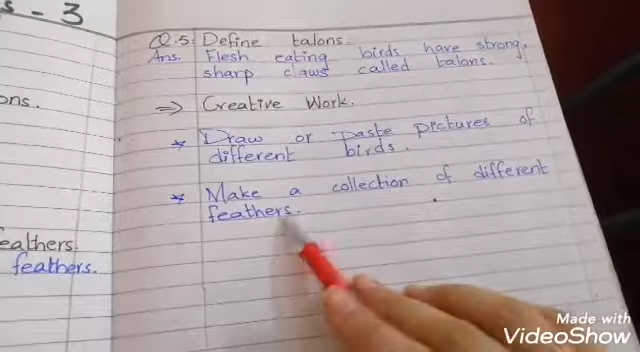 s - 3
ons.
eathers.
feathers.
Q.5. Define talons.
Ans. Flesh eating birds have strong,
sharp claws called talons.
⇒ Creative Work.
* Draw or paste pictures of
different birds.
* Make a collection of different
feathers.
Made with
VideoShow